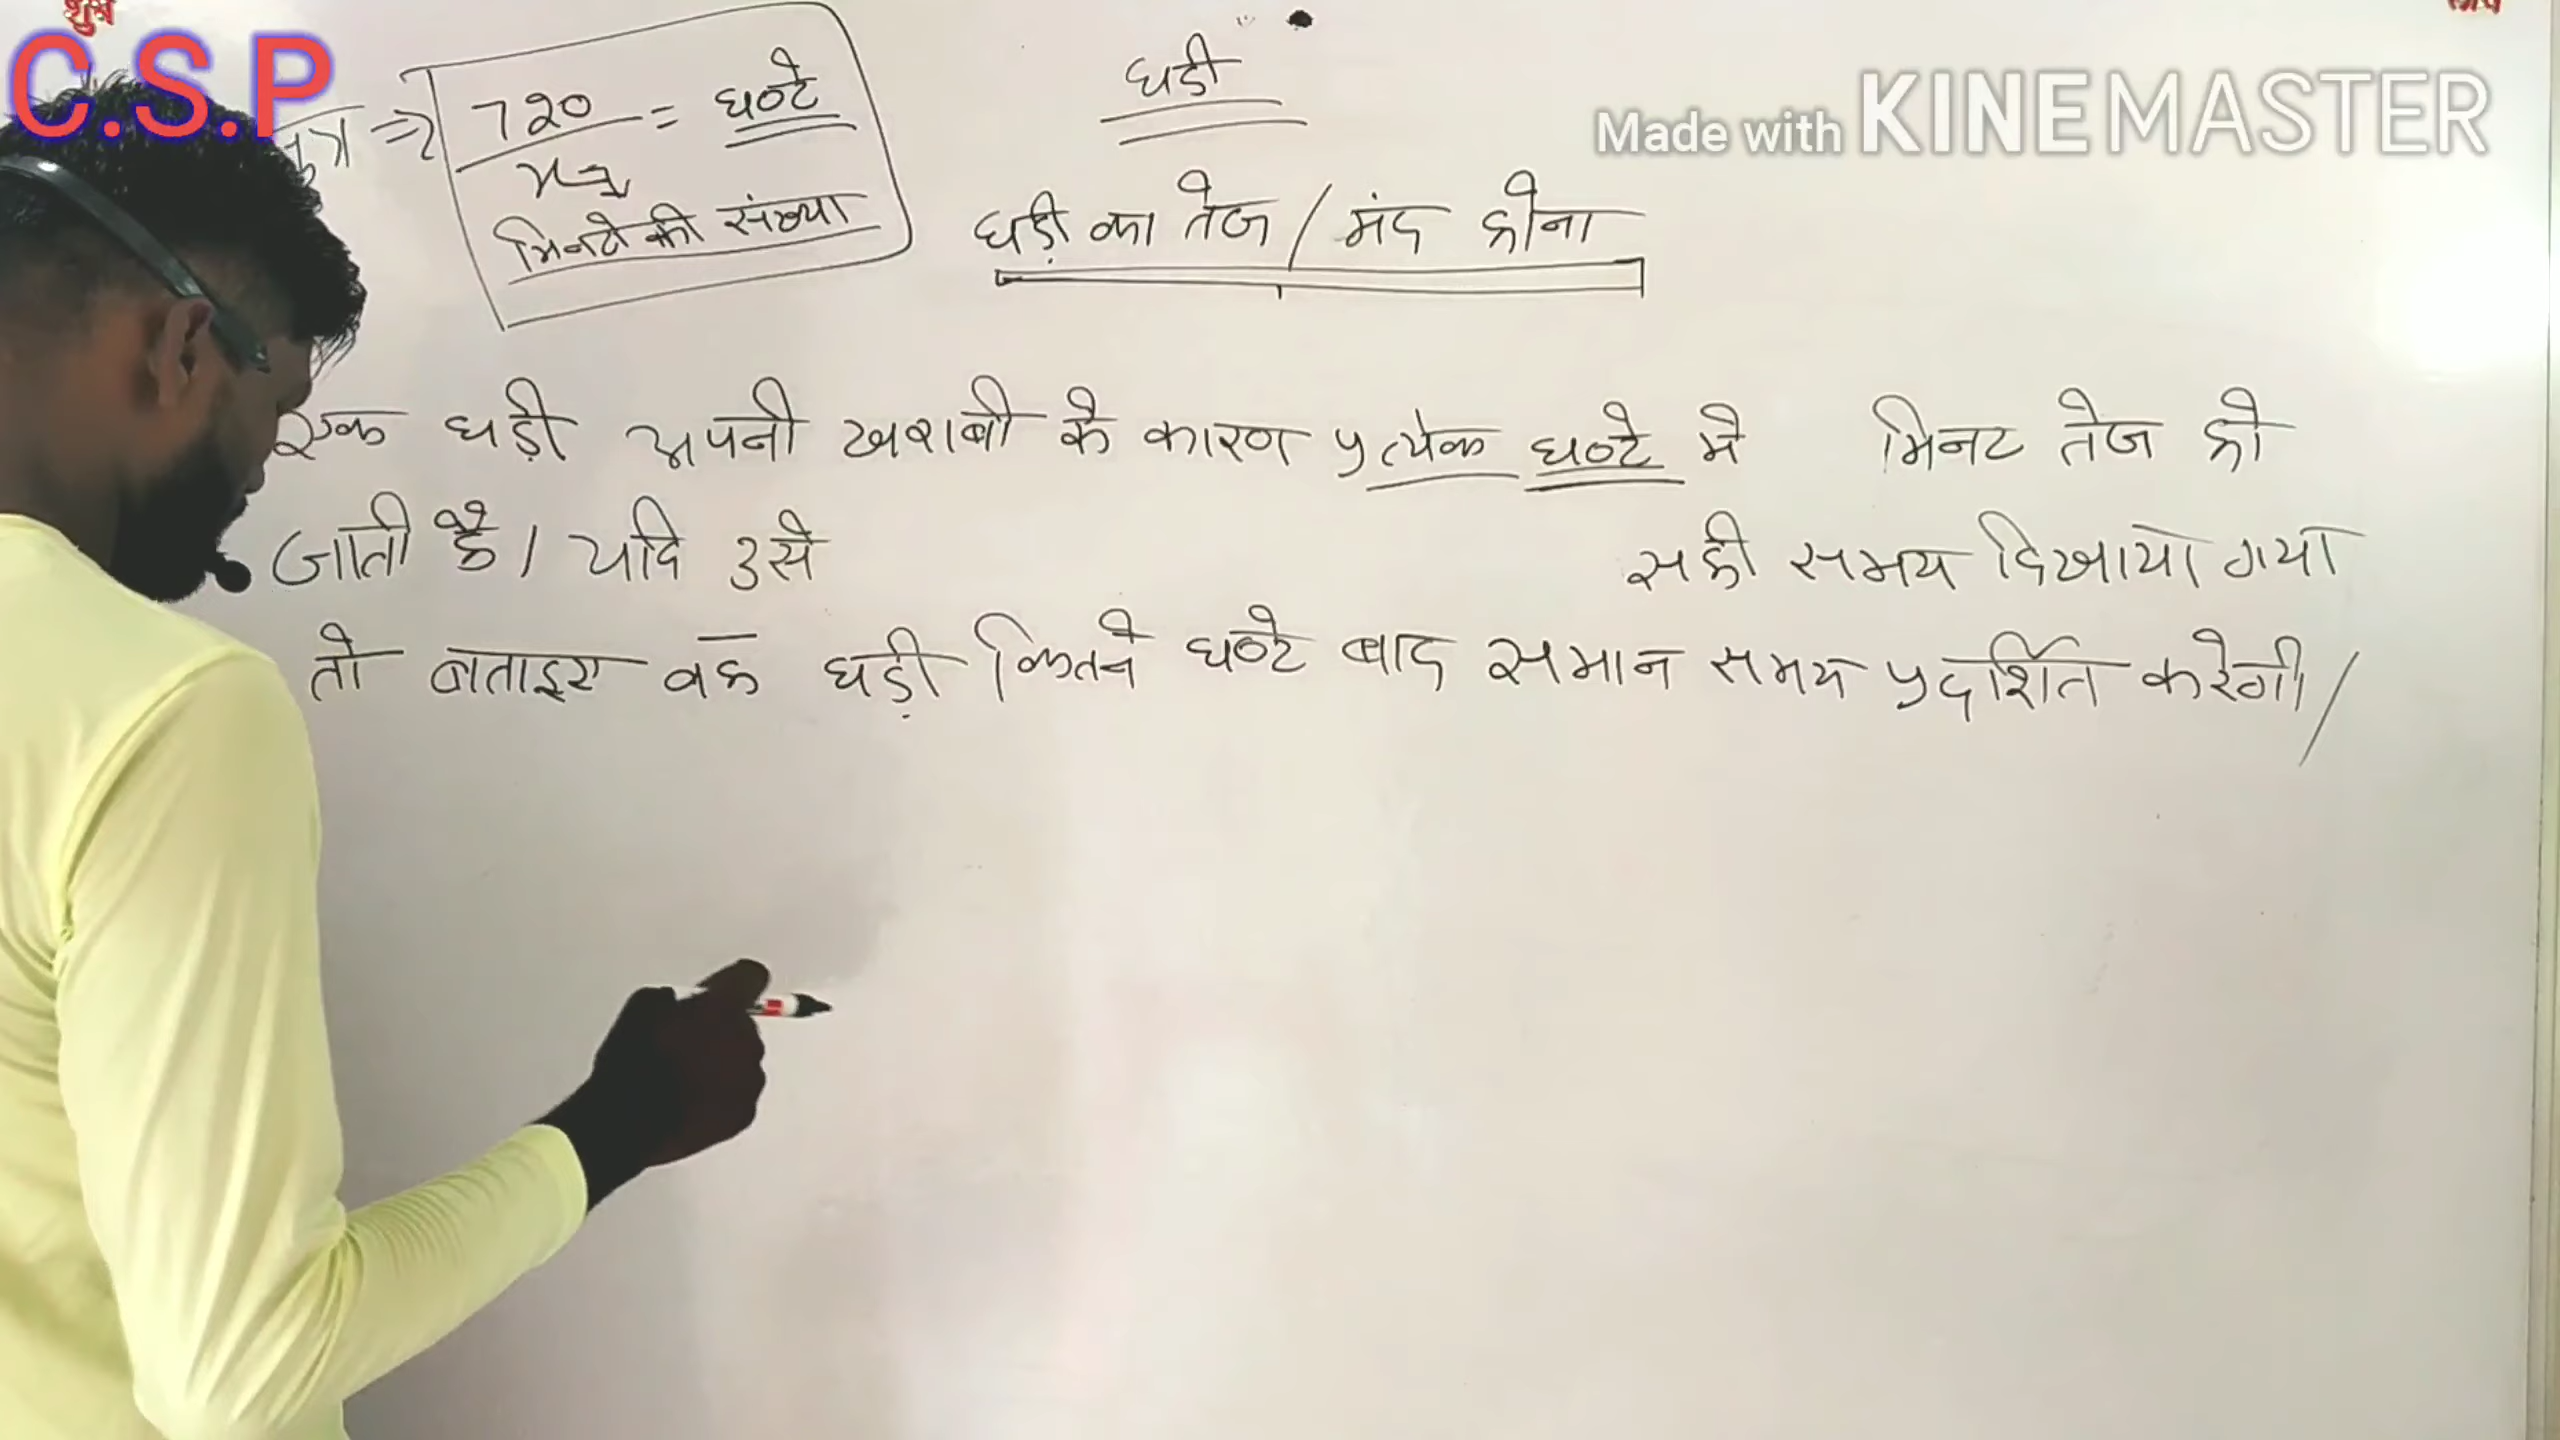 C.S.P
Made with KINEMASTER
घडी
सूत्र ⇒ 720 = घण्टे
मिनटो की संख्या
घड़ी का तेज / मंद होना
एक घड़ी अपनी खराबी के कारण प्रत्येक घण्टे मे मिनट तेज हो
जाती है। यदि उसे सही समय दिखाया गया
तो बताइए वह घड़ी कितने घण्टे बाद समान समय प्रदर्शित करेगी।